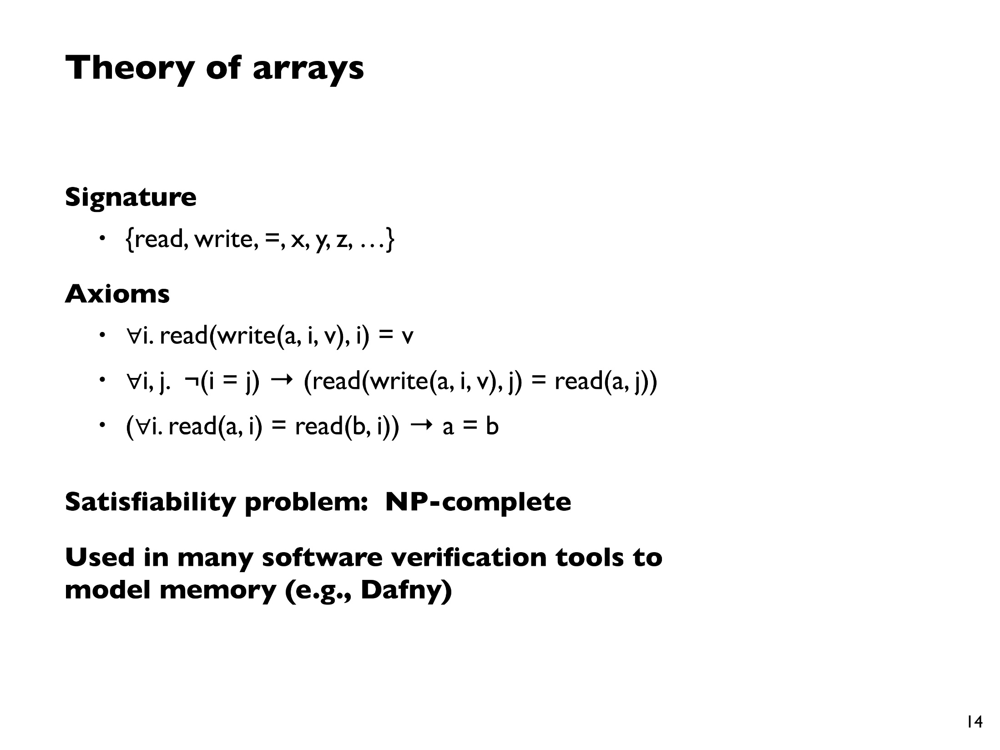 Theory of arrays
Signature
• {read, write, =, x, y, z, …}
Axioms
• ∀i. read(write(a, i, v), i) = v
• ∀i, j. ¬(i = j) → (read(write(a, i, v), j) = read(a, j))
• (∀i. read(a, i) = read(b, i)) → a = b
Satisfiability problem: NP-complete
Used in many software verification tools to
model memory (e.g., Dafny)
14